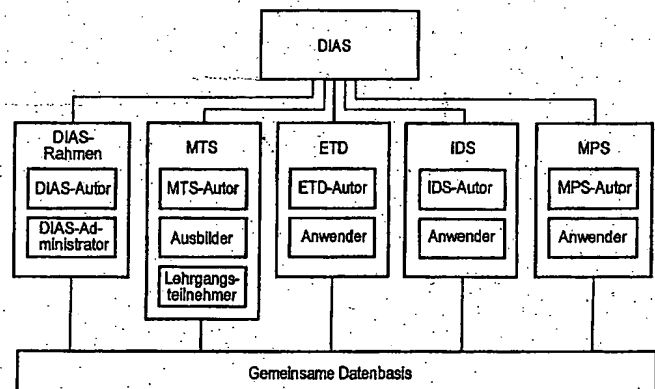 DIAS
DIAS-
Rahmen
DIAS-Autor
DIAS-Ad-
ministrator
MTS
MTS-Autor
Ausbilder
Lehrgangs-
teilnehmer
ETD
ETD-Autor
Anwender
IDS
IDS-Autor
Anwender
MPS
MPS-Autor
Anwender
Gemeinsame Datenbasis